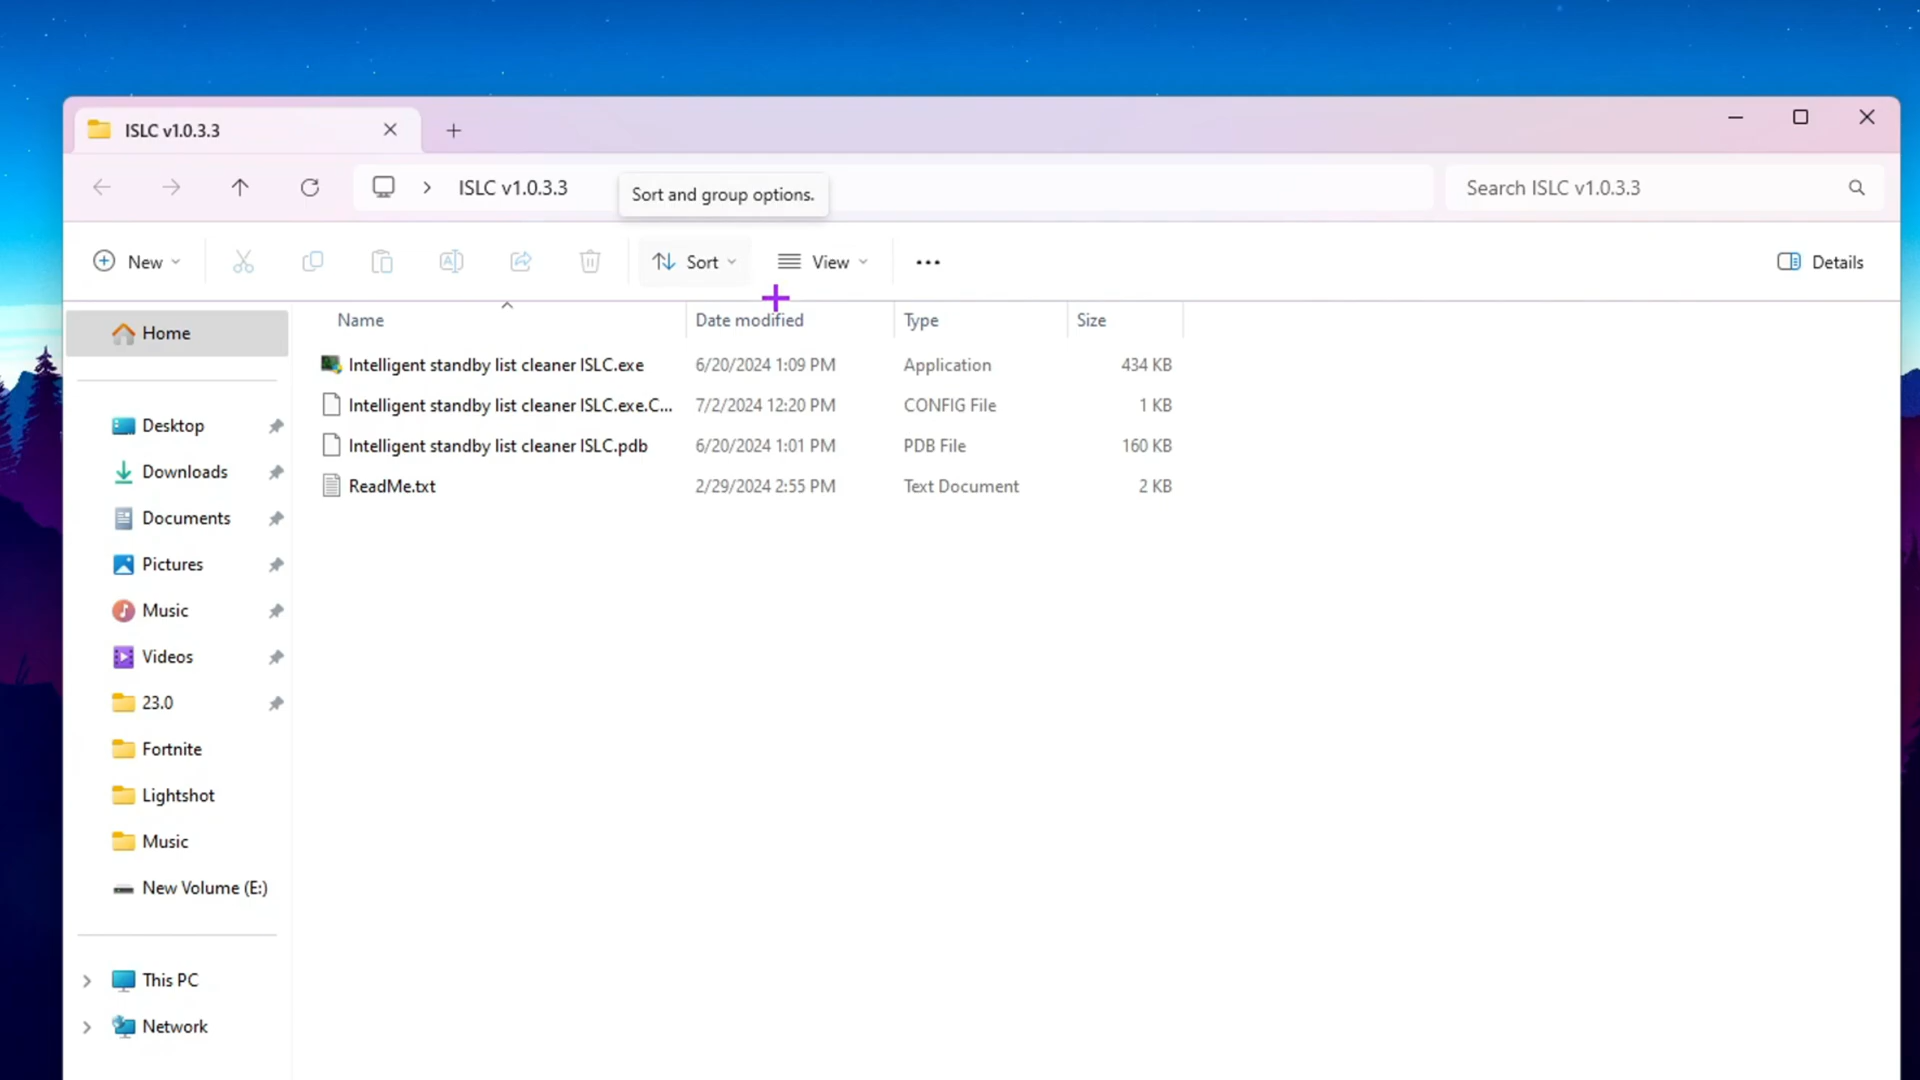 ISLC v1.0.3.3
ISLC v1.0.3.3
Sort and group options.
Search ISLC v1.0.3.3
New
Sort
View
Details
Name
Date modified
Type
Size
Home
Intelligent standby list cleaner ISLC.exe 6/20/2024 1:09 PM Application 434 KB
Intelligent standby list cleaner ISLC.exe.C... 7/2/2024 12:20 PM CONFIG File 1 KB
Intelligent standby list cleaner ISLC.pdb 6/20/2024 1:01 PM PDB File 160 KB
ReadMe.txt 2/29/2024 2:55 PM Text Document 2 KB
Desktop
Downloads
Documents
Pictures
Music
Videos
23.0
Fortnite
Lightshot
Music
New Volume (E:)
This PC
Network